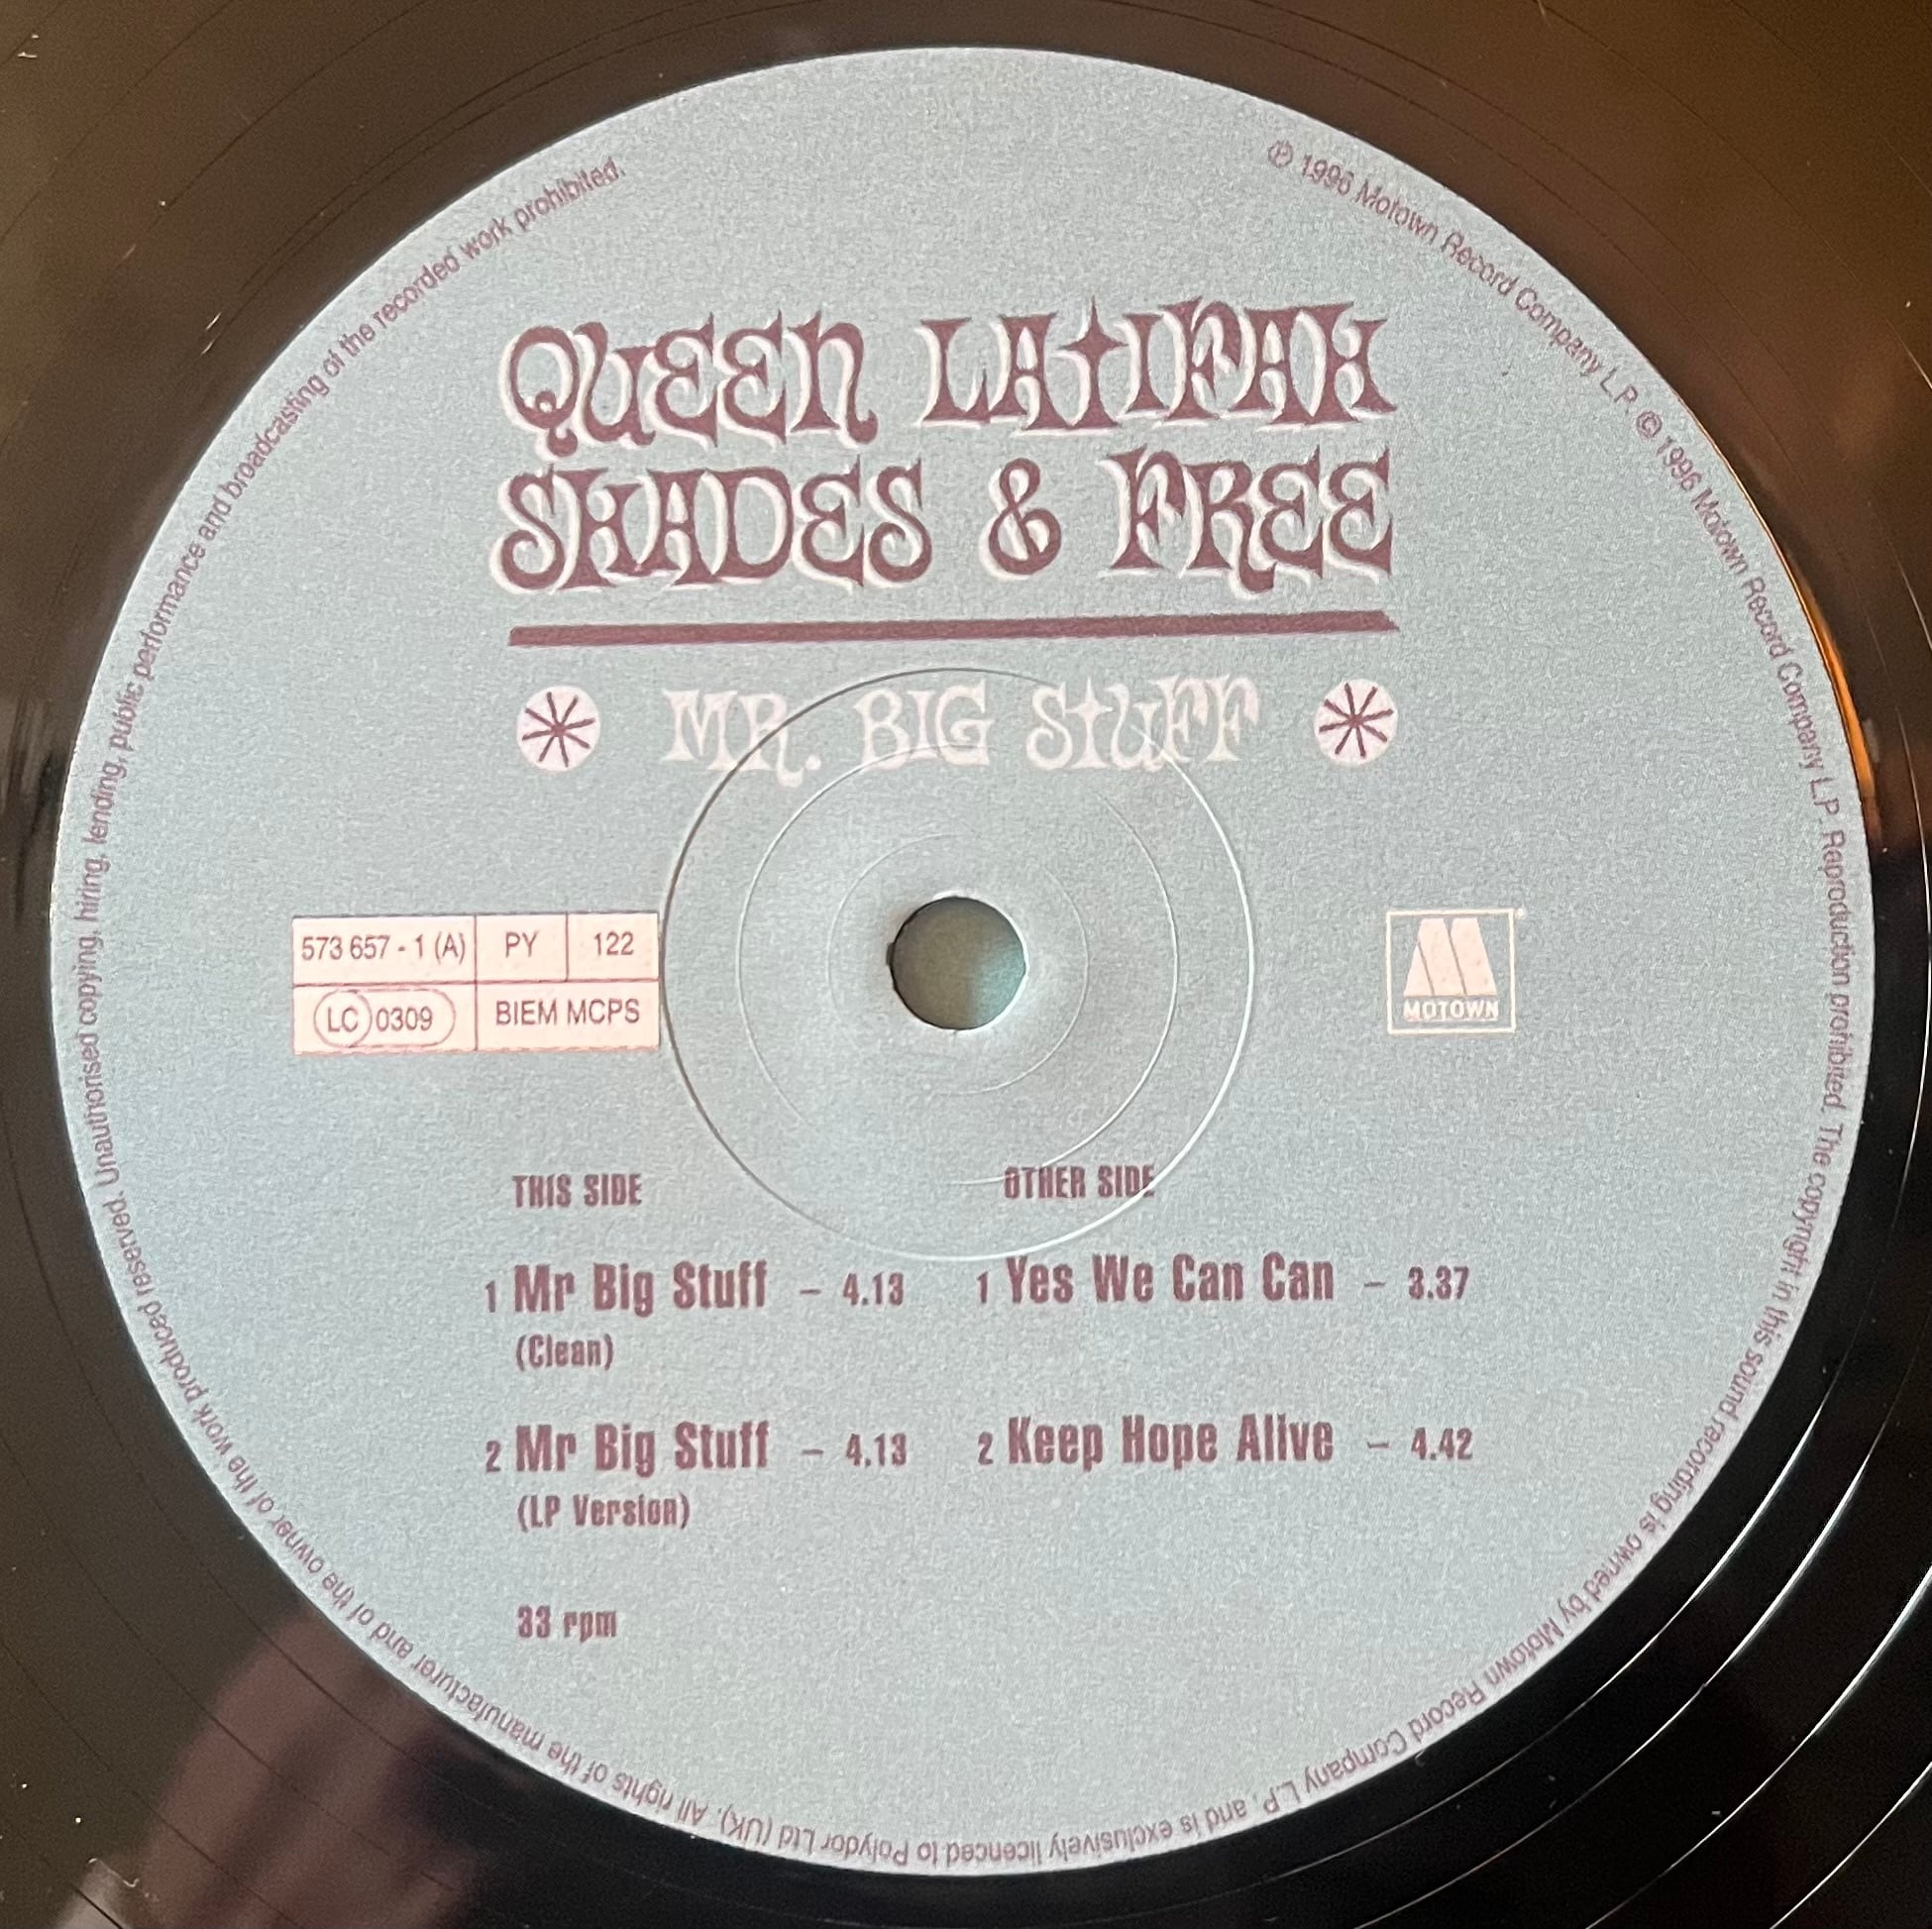 QUEEN LATIFAH
SHADES & FREE
MR. BIG STUFF
573 657 - 1 (A) PY 122
LC 0309 BIEM MCPS
MOTOWN
THIS SIDE
1 Mr Big Stuff – 4.13
(Clean)
2 Mr Big Stuff – 4.13
(LP Version)
33 rpm
OTHER SIDE
1 Yes We Can Can – 3.37
2 Keep Hope Alive – 4.42
℗ 1996 Motown Record Company L.P. © 1996 Motown Record Company L.P. Reproduction prohibited. The copyright in this sound recording is owned by Motown Record Company L.P. and is exclusively licenced to Polydor Ltd (UK). All rights of the manufacturer and of the owner of the work produced reserved. Unauthorised copying, hiring, lending, public performance and broadcasting of the recorded work prohibited.